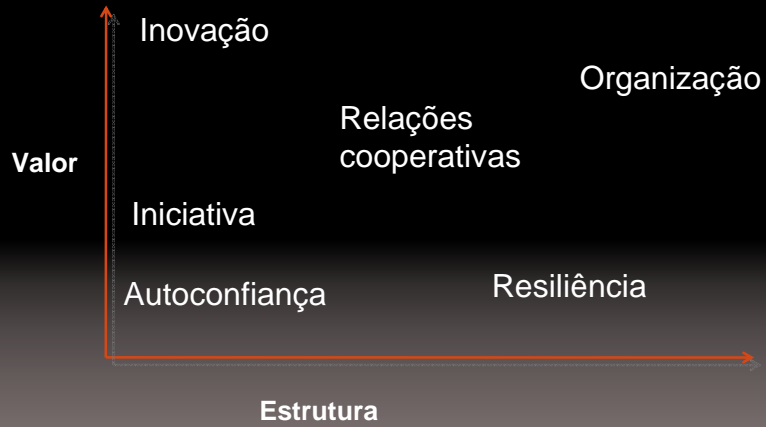 Inovação
Organização
Relações
cooperativas
Valor
Iniciativa
Autoconfiança
Resiliência
Estrutura